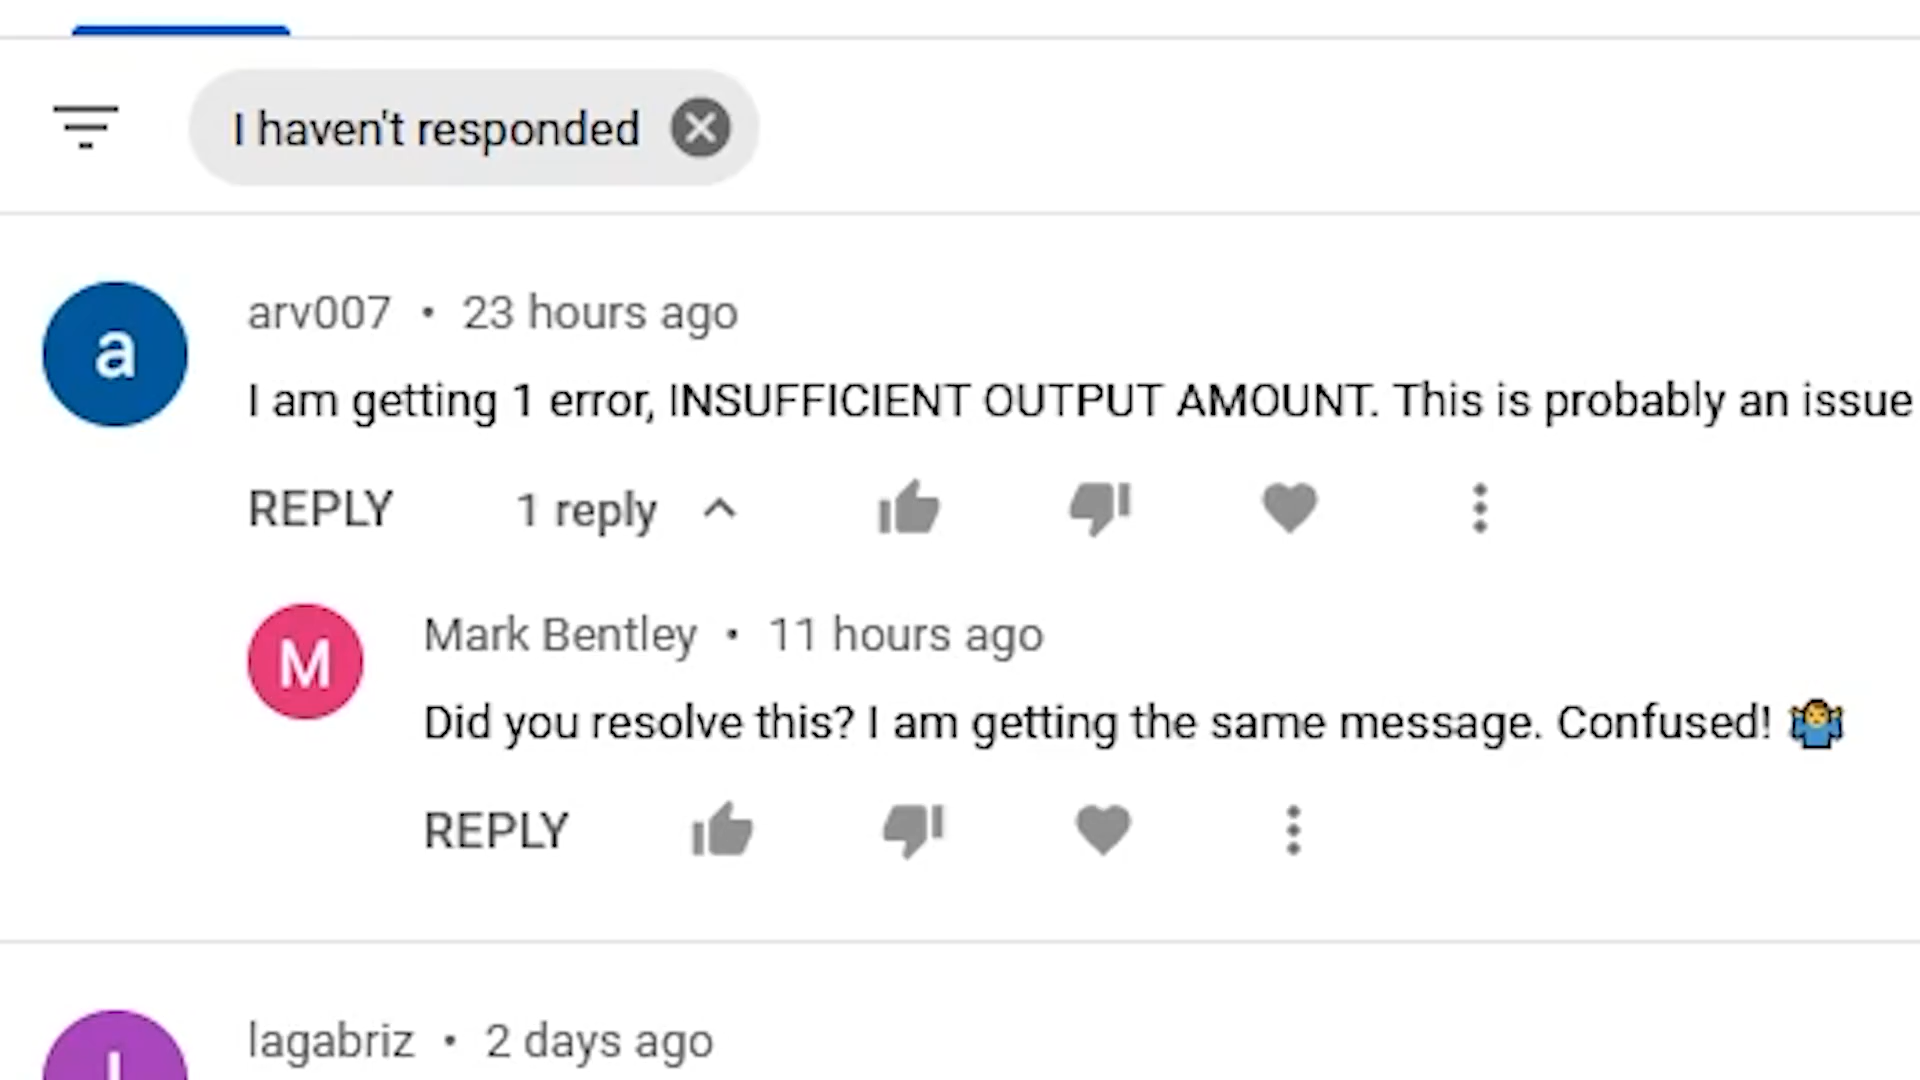 I haven't responded
a
arv007 • 23 hours ago
I am getting 1 error, INSUFFICIENT OUTPUT AMOUNT. This is probably an issue
REPLY 1 reply
M
Mark Bentley • 11 hours ago
Did you resolve this? I am getting the same message. Confused! 🤷‍♂️
REPLY
lagabriz • 2 days ago